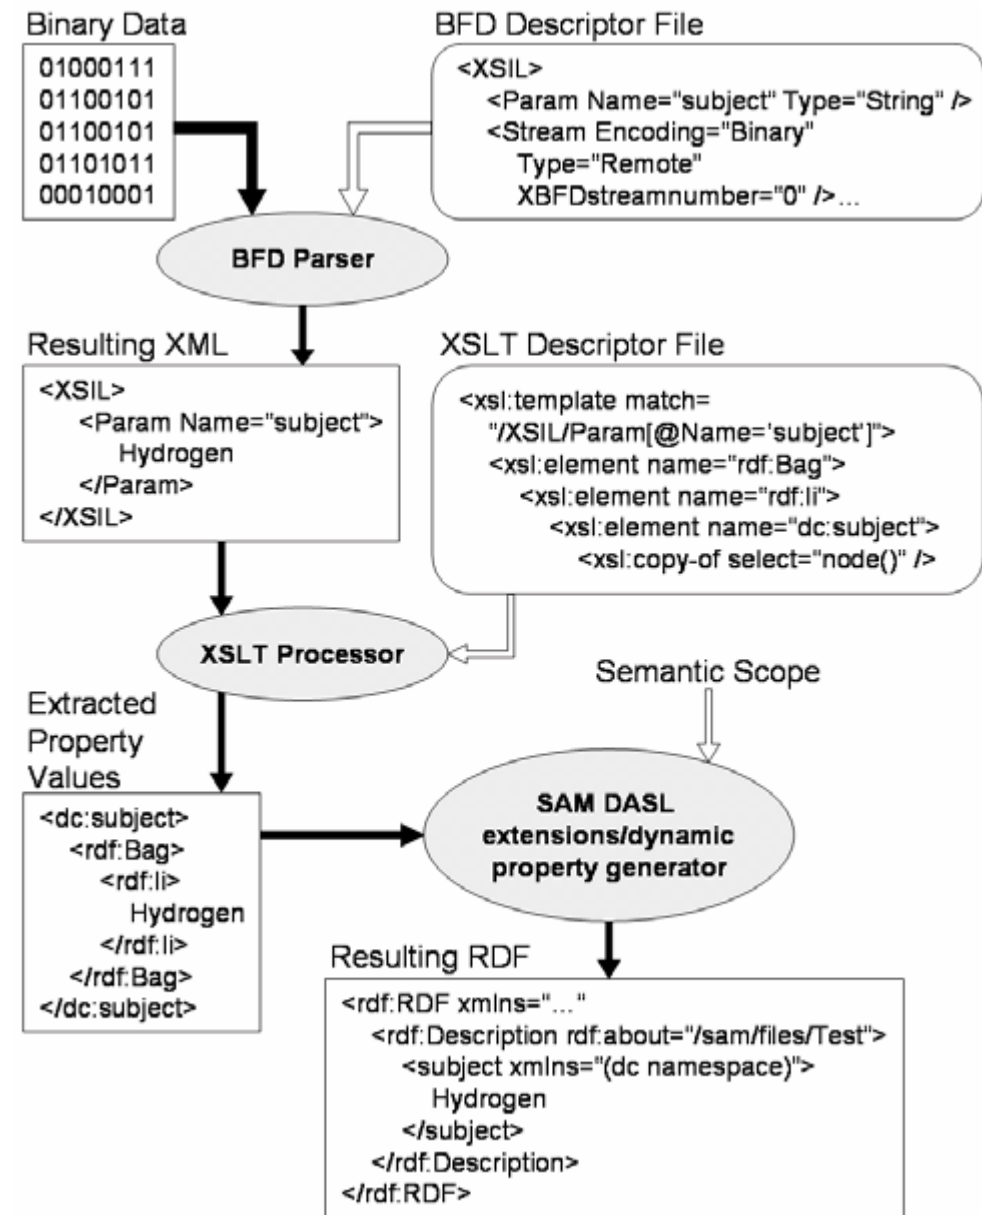 Binary Data
01000111
01100101
01100101
01101011
00010001
BFD Descriptor File
<XSIL>
<Param Name="subject" Type="String" />
<Stream Encoding="Binary"
Type="Remote"
XBFDstreamnumber="0" />...
BFD Parser
Resulting XML
<XSIL>
<Param Name="subject">
Hydrogen
</Param>
</XSIL>
XSLT Descriptor File
<xsl:template match=
"/XSIL/Param[@Name='subject']">
<xsl:element name="rdf:Bag">
<xsl:element name="rdf:li">
<xsl:element name="dc:subject">
<xsl:copy-of select="node()" />
XSLT Processor
Semantic Scope
Extracted
Property
Values
<dc:subject>
<rdf:Bag>
<rdf:li>
Hydrogen
</rdf:li>
</rdf:Bag>
</dc:subject>
SAM DASL
extensions/dynamic
property generator
Resulting RDF
<rdf:RDF xmlns="..."
<rdf:Description rdf:about="/sam/files/Test">
<subject xmlns="(dc namespace)">
Hydrogen
</subject>
</rdf:Description>
</rdf:RDF>